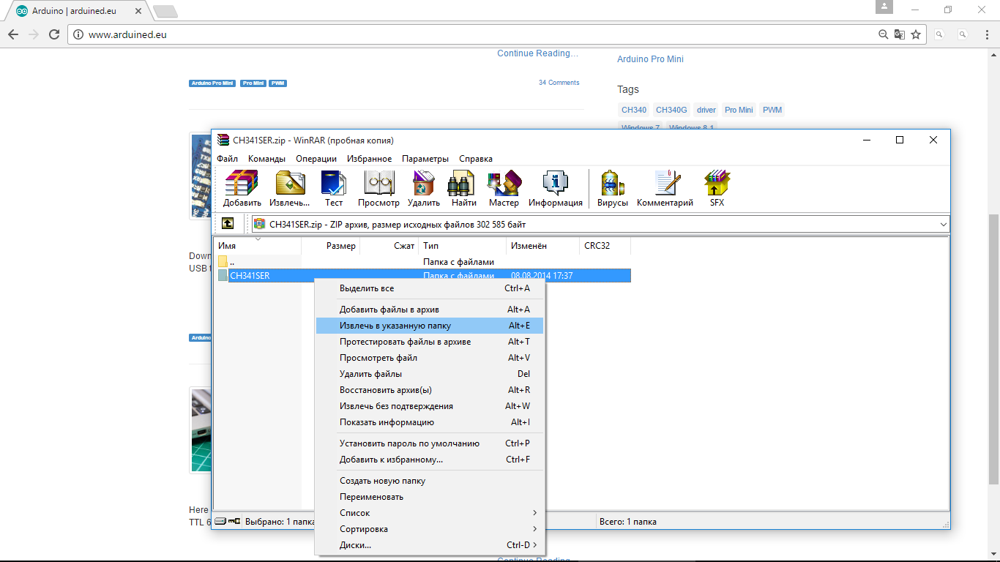 Arduino | arduined.eu
www.arduined.eu
Continue Reading…
Arduino Pro Mini
Arduino Pro Mini Pro Mini PWM
34 Comments
Tags
CH340 CH340G driver Pro Mini PWM
Windows 7 Windows 8.1
CH341SER.zip - WinRAR (пробная копия)
Файл Команды Операции Избранное Параметры Справка
Добавить Извлечь... Тест Просмотр Удалить Найти Мастер Информация Вирусы Комментарий SFX
CH341SER.zip - ZIP архив, размер исходных файлов 302 585 байт
Имя Размер Сжат Тип Изменён CRC32
.. Папка с файлами
CH341SER Папка с файлами 08.08.2014 17:37
Выделить все Ctrl+A
Добавить файлы в архив Alt+A
Извлечь в указанную папку Alt+E
Протестировать файлы в архиве Alt+T
Просмотреть файл Alt+V
Удалить файлы Del
Восстановить архив(ы) Alt+R
Извлечь без подтверждения Alt+W
Показать информацию Alt+I
Установить пароль по умолчанию Ctrl+P
Добавить к избранному... Ctrl+F
Создать новую папку
Переименовать
Список
Сортировка
Диски... Ctrl-D
Down
USB
Arduino
Here
TTL 6
Выбрано: 1 папка
Всего: 1 папка
Continue Reading